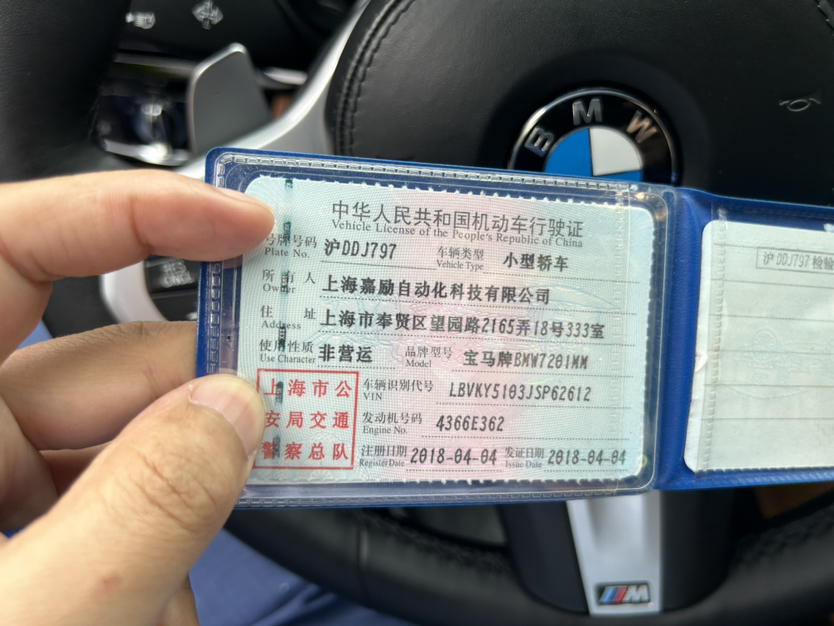 BMW
中华人民共和国机动车行驶证
Vehicle License of the People's Republic of China
号牌号码 沪DDJ797 车辆类型 小型轿车
Plate No. Vehicle Type
所有人 上海嘉励自动化科技有限公司
Owner
住址 上海市奉贤区望园路2165弄18号333室
Address
使用性质 非营运 品牌型号 宝马牌BMW7201MM
Use Character Model
上海市公
安局交通
警察总队
车辆识别代号 LBVKY5103JSP62612
VIN
发动机号码 4366E362
Engine No.
注册日期 2018-04-04 发证日期 2018-04-04
Register Date Issue Date
沪DDJ797 检验
M